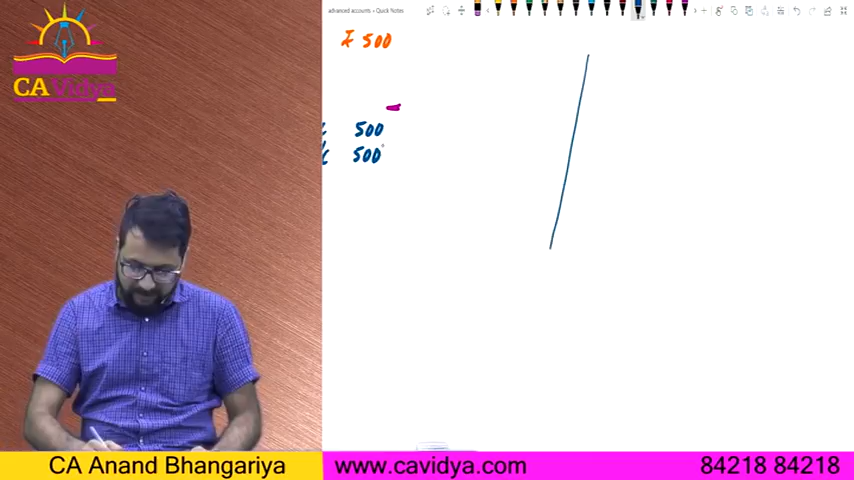 CA Vidya
advanced accounts » Quick Notes
₹ 500
500
500
CA Anand Bhangariya
www.cavidya.com
84218 84218